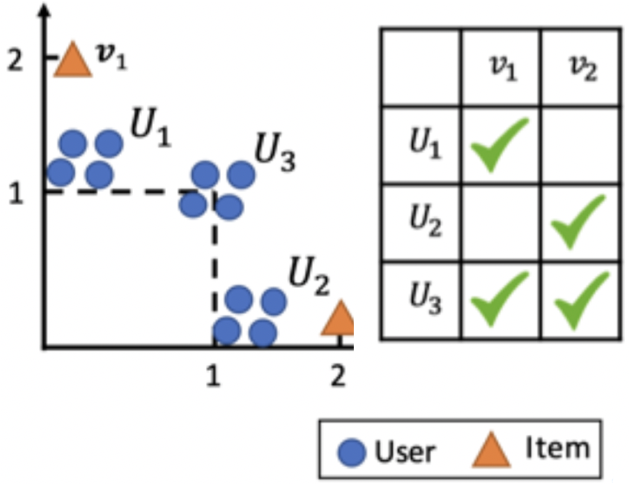 2
v₁
U₁
U₃
1
U₂
1 2
v₁ v₂
U₁
U₂
U₃
User Item